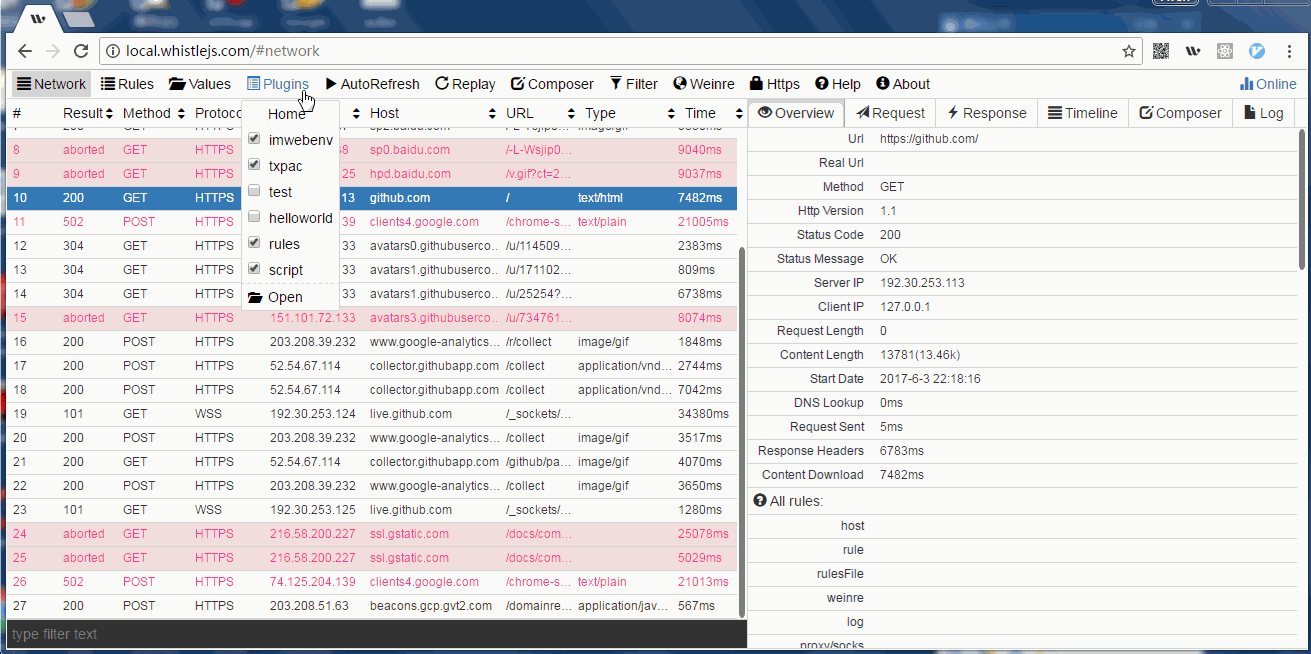 local.whistlejs.com/#network
Network Rules Values Plugins AutoRefresh Replay Composer Filter Weinre Https Help About Online
# Result Method Protoco Host URL Type Time
Home
imwebenv
txpac
test
helloworld
rules
script
Open
8 aborted GET HTTPS 68 sp0.baidu.com /-L-Wsjip0... 9040ms
9 aborted GET HTTPS 25 hpd.baidu.com /v.gif?ct=2... 9037ms
10 200 GET HTTPS 13 github.com / text/html 7482ms
11 502 POST HTTPS 39 clients4.google.com /chrome-s... text/plain 21005ms
12 304 GET HTTPS 33 avatars0.githubuserco... /u/114509... 2383ms
13 304 GET HTTPS 33 avatars1.githubuserco... /u/171102... 809ms
14 304 GET HTTPS 33 avatars1.githubuserco... /u/25254?... 6738ms
15 aborted GET HTTPS 151.101.72.133 avatars3.githubuserco... /u/734761... 8074ms
16 200 POST HTTPS 203.208.39.232 www.google-analytics... /r/collect image/gif 1848ms
17 200 POST HTTPS 52.54.67.114 collector.githubapp.com /collect application/vnd... 2744ms
18 200 POST HTTPS 52.54.67.114 collector.githubapp.com /collect application/vnd... 7042ms
19 101 GET WSS 192.30.253.124 live.github.com /_sockets/... 34380ms
20 200 POST HTTPS 203.208.39.232 www.google-analytics... /collect image/gif 3517ms
21 200 POST HTTPS 52.54.67.114 collector.githubapp.com /github/pa... image/gif 4070ms
22 200 POST HTTPS 203.208.39.232 www.google-analytics... /collect image/gif 3650ms
23 101 GET WSS 192.30.253.125 live.github.com /_sockets/... 1280ms
24 aborted GET HTTPS 216.58.200.227 ssl.gstatic.com /docs/com... 25078ms
25 aborted GET HTTPS 216.58.200.227 ssl.gstatic.com /docs/com... 5029ms
26 502 POST HTTPS 74.125.204.139 clients4.google.com /chrome-s... text/plain 21013ms
27 200 POST HTTPS 203.208.51.63 beacons.gcp.gvt2.com /domainre... application/jav... 567ms
type filter text
Overview Request Response Timeline Composer Log
Url https://github.com/
Real Url
Method GET
Http Version 1.1
Status Code 200
Status Message OK
Server IP 192.30.253.113
Client IP 127.0.0.1
Request Length 0
Content Length 13781(13.46k)
Start Date 2017-6-3 22:18:16
DNS Lookup 0ms
Request Sent 5ms
Response Headers 6783ms
Content Download 7482ms
All rules:
host
rule
rulesFile
weinre
log
proxy/socks